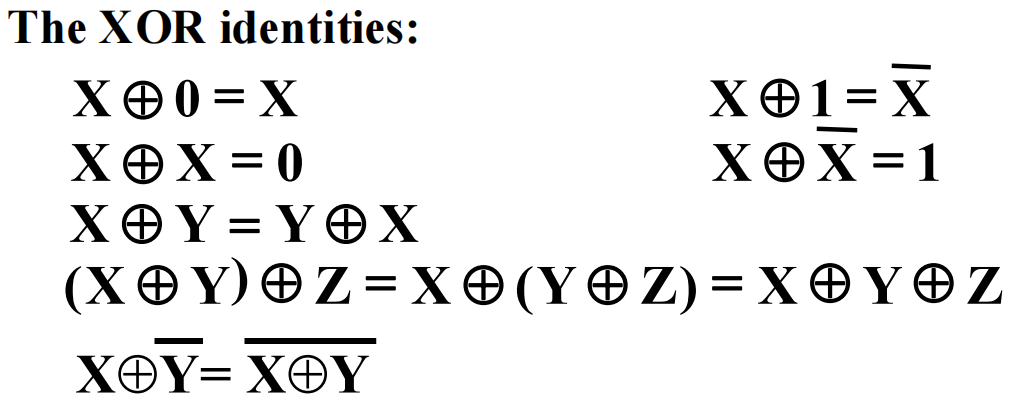 The XOR identities:
X ⊕ 0 = X X ⊕ 1 = X̅
X ⊕ X = 0 X ⊕ X̅ = 1
X ⊕ Y = Y ⊕ X
(X ⊕ Y) ⊕ Z = X ⊕ (Y ⊕ Z) = X ⊕ Y ⊕ Z
X⊕Y̅= X̅⊕̅Y̅